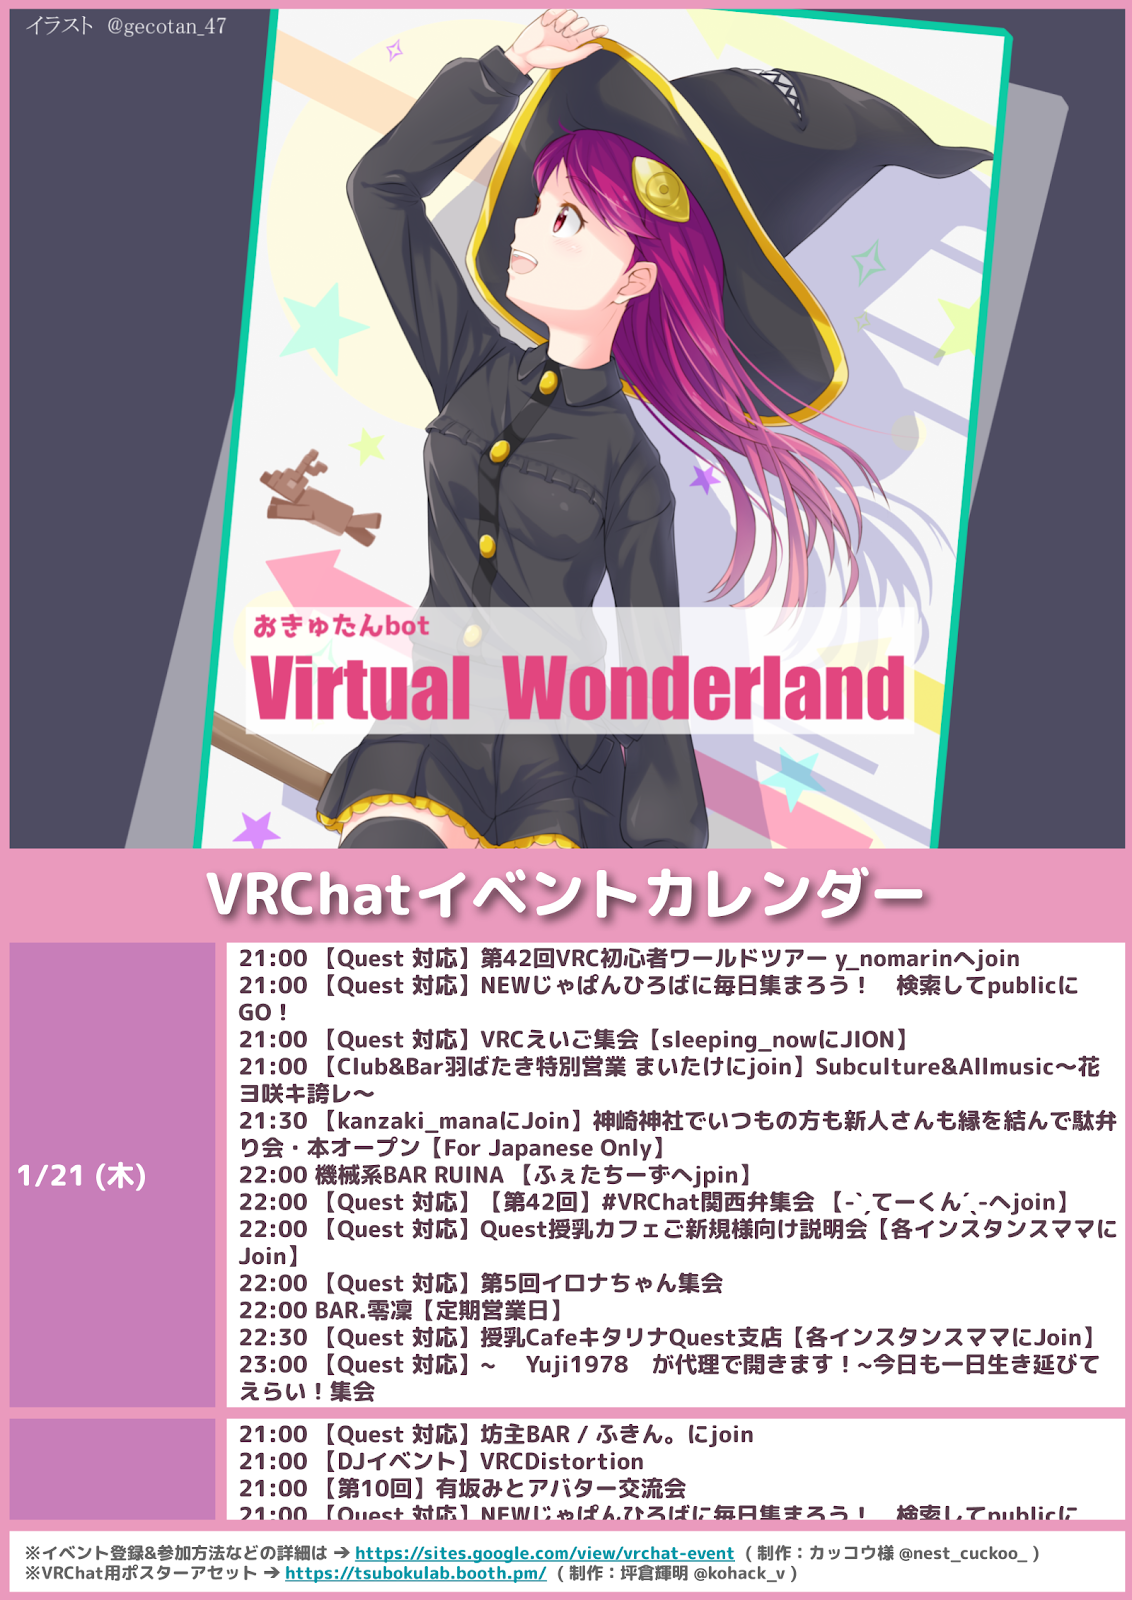 イラスト　@gecotan_47
おきゅたんbot
Virtual Wonderland
VRChatイベントカレンダー
1/21 (木)
21:00 【Quest 対応】第42回VRC初心者ワールドツアー y_nomarinへjoin
21:00 【Quest 対応】NEWじゃぱんひろばに毎日集まろう！　検索してpublicに
GO！
21:00 【Quest 対応】VRCえいご集会【sleeping_nowにJION】
21:00 【Club&Bar羽ばたき特別営業 まいたけにjoin】Subculture&Allmusic～花
ヨ咲キ誇レ～
21:30 【kanzaki_manaにJoin】神崎神社でいつもの方も新人さんも縁を結んで駄弁
り会・本オープン【For Japanese Only】
22:00 機械系BAR RUINA 【ふぇたちーずへjpin】
22:00 【Quest 対応】【第42回】#VRChat関西弁集会 【-ˋˏてーくんˊˎ-へjoin】
22:00 【Quest 対応】Quest授乳カフェご新規様向け説明会【各インスタンスママに
Join】
22:00 【Quest 対応】第5回イロナちゃん集会
22:00 BAR.零凜【定期営業日】
22:30 【Quest 対応】授乳CafeキタリナQuest支店【各インスタンスママにJoin】
23:00 【Quest 対応】~　Yuji1978　が代理で開きます！~今日も一日生き延びて
えらい！集会
21:00 【Quest 対応】坊主BAR / ふきん。にjoin
21:00 【DJイベント】VRCDistortion
21:00 【第10回】有坂みとアバター交流会
21:00 【Quest 対応】NEWじゃぱんひろばに毎日集まろう！　検索してpublicに
※イベント登録&参加方法などの詳細は ➔ https://sites.google.com/view/vrchat-event ( 制作：カッコウ様 @nest_cuckoo_ )
※VRChat用ポスターアセット ➔ https://tsubokulab.booth.pm/ ( 制作：坪倉輝明 @kohack_v )